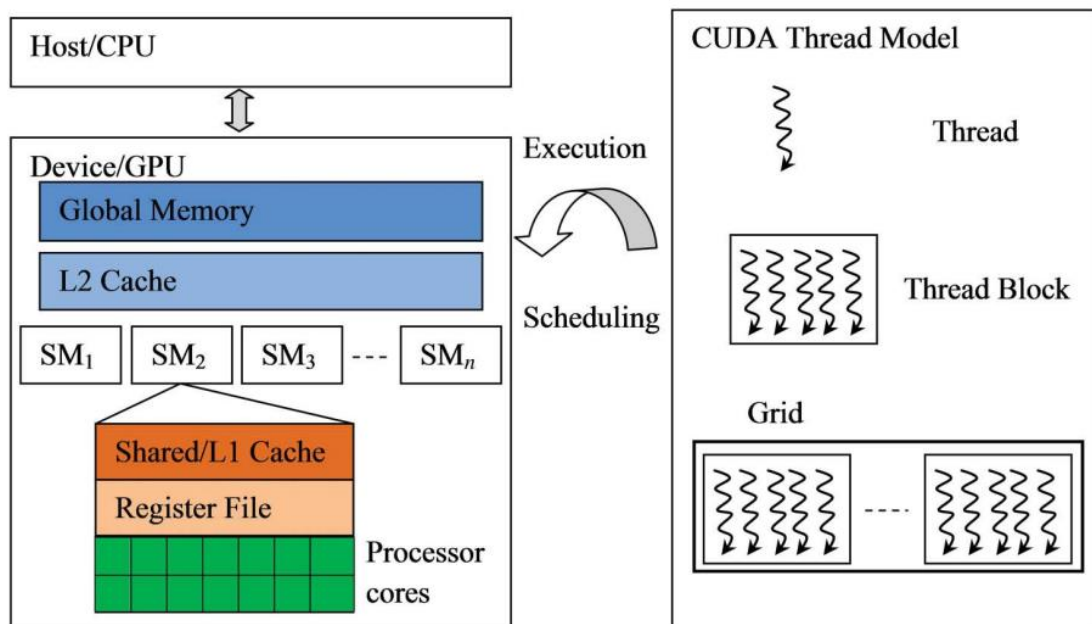 Host/CPU
Device/GPU
Global Memory
L2 Cache
SM₁
SM₂
SM₃
SMₙ
Shared/L1 Cache
Register File
Processor
cores
Execution
Scheduling
CUDA Thread Model
Thread
Thread Block
Grid